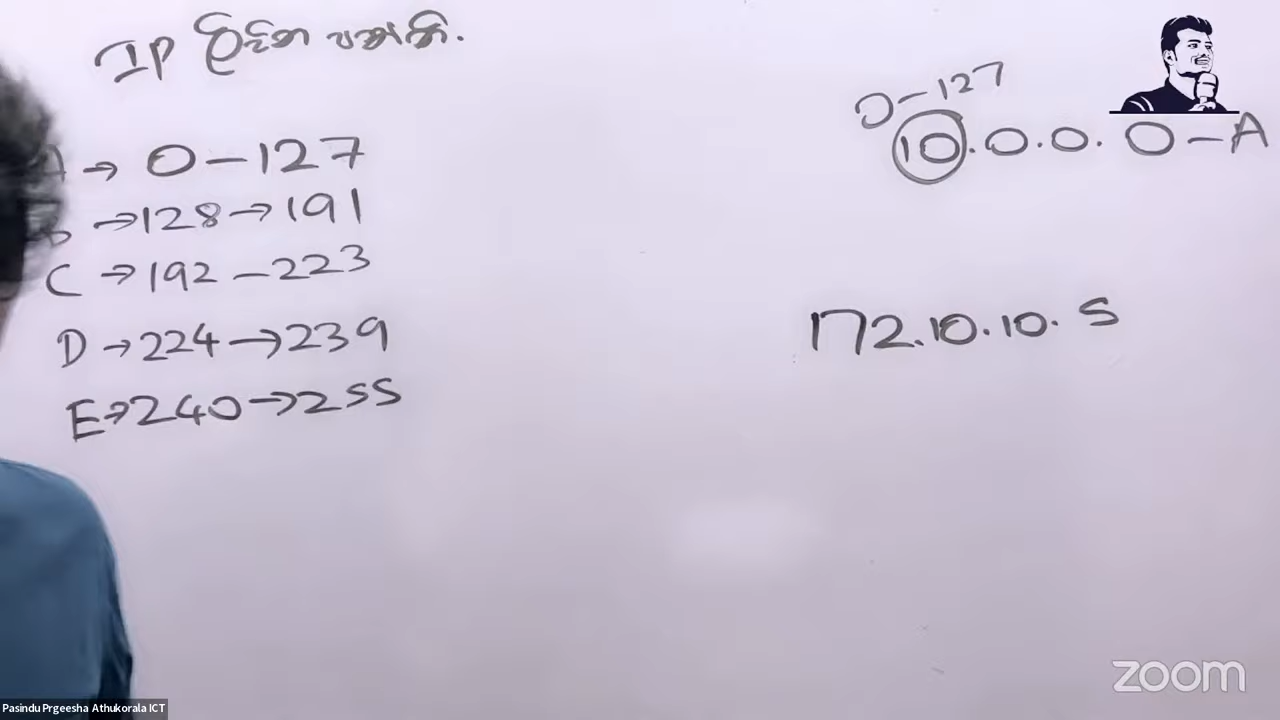 IP ලිපින පන්ති.
A → 0-127
B →128→191
C →192-223
D →224→239
E→240→255
0-127
10.0.0.0-A
172.10.10.5
zoom
Pasindu Prgeesha Athukorala ICT